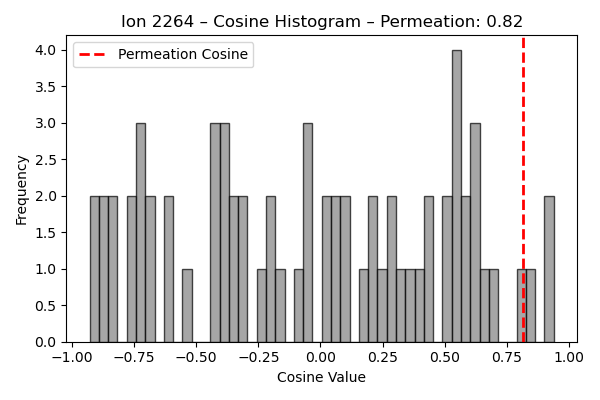 Ion 2264 – Cosine Histogram – Permeation: 0.82
Permeation Cosine
4.0
3.5
3.0
2.5
2.0
1.5
1.0
0.5
0.0
Frequency
−1.00 −0.75 −0.50 −0.25 0.00 0.25 0.50 0.75 1.00
Cosine Value